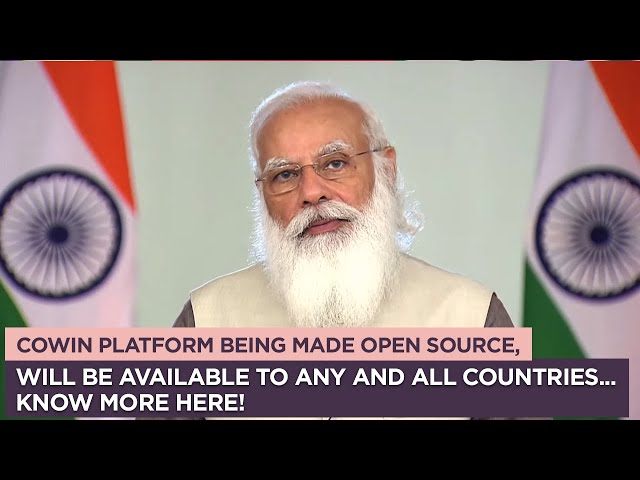 COWIN PLATFORM BEING MADE OPEN SOURCE,
WILL BE AVAILABLE TO ANY AND ALL COUNTRIES...
KNOW MORE HERE!